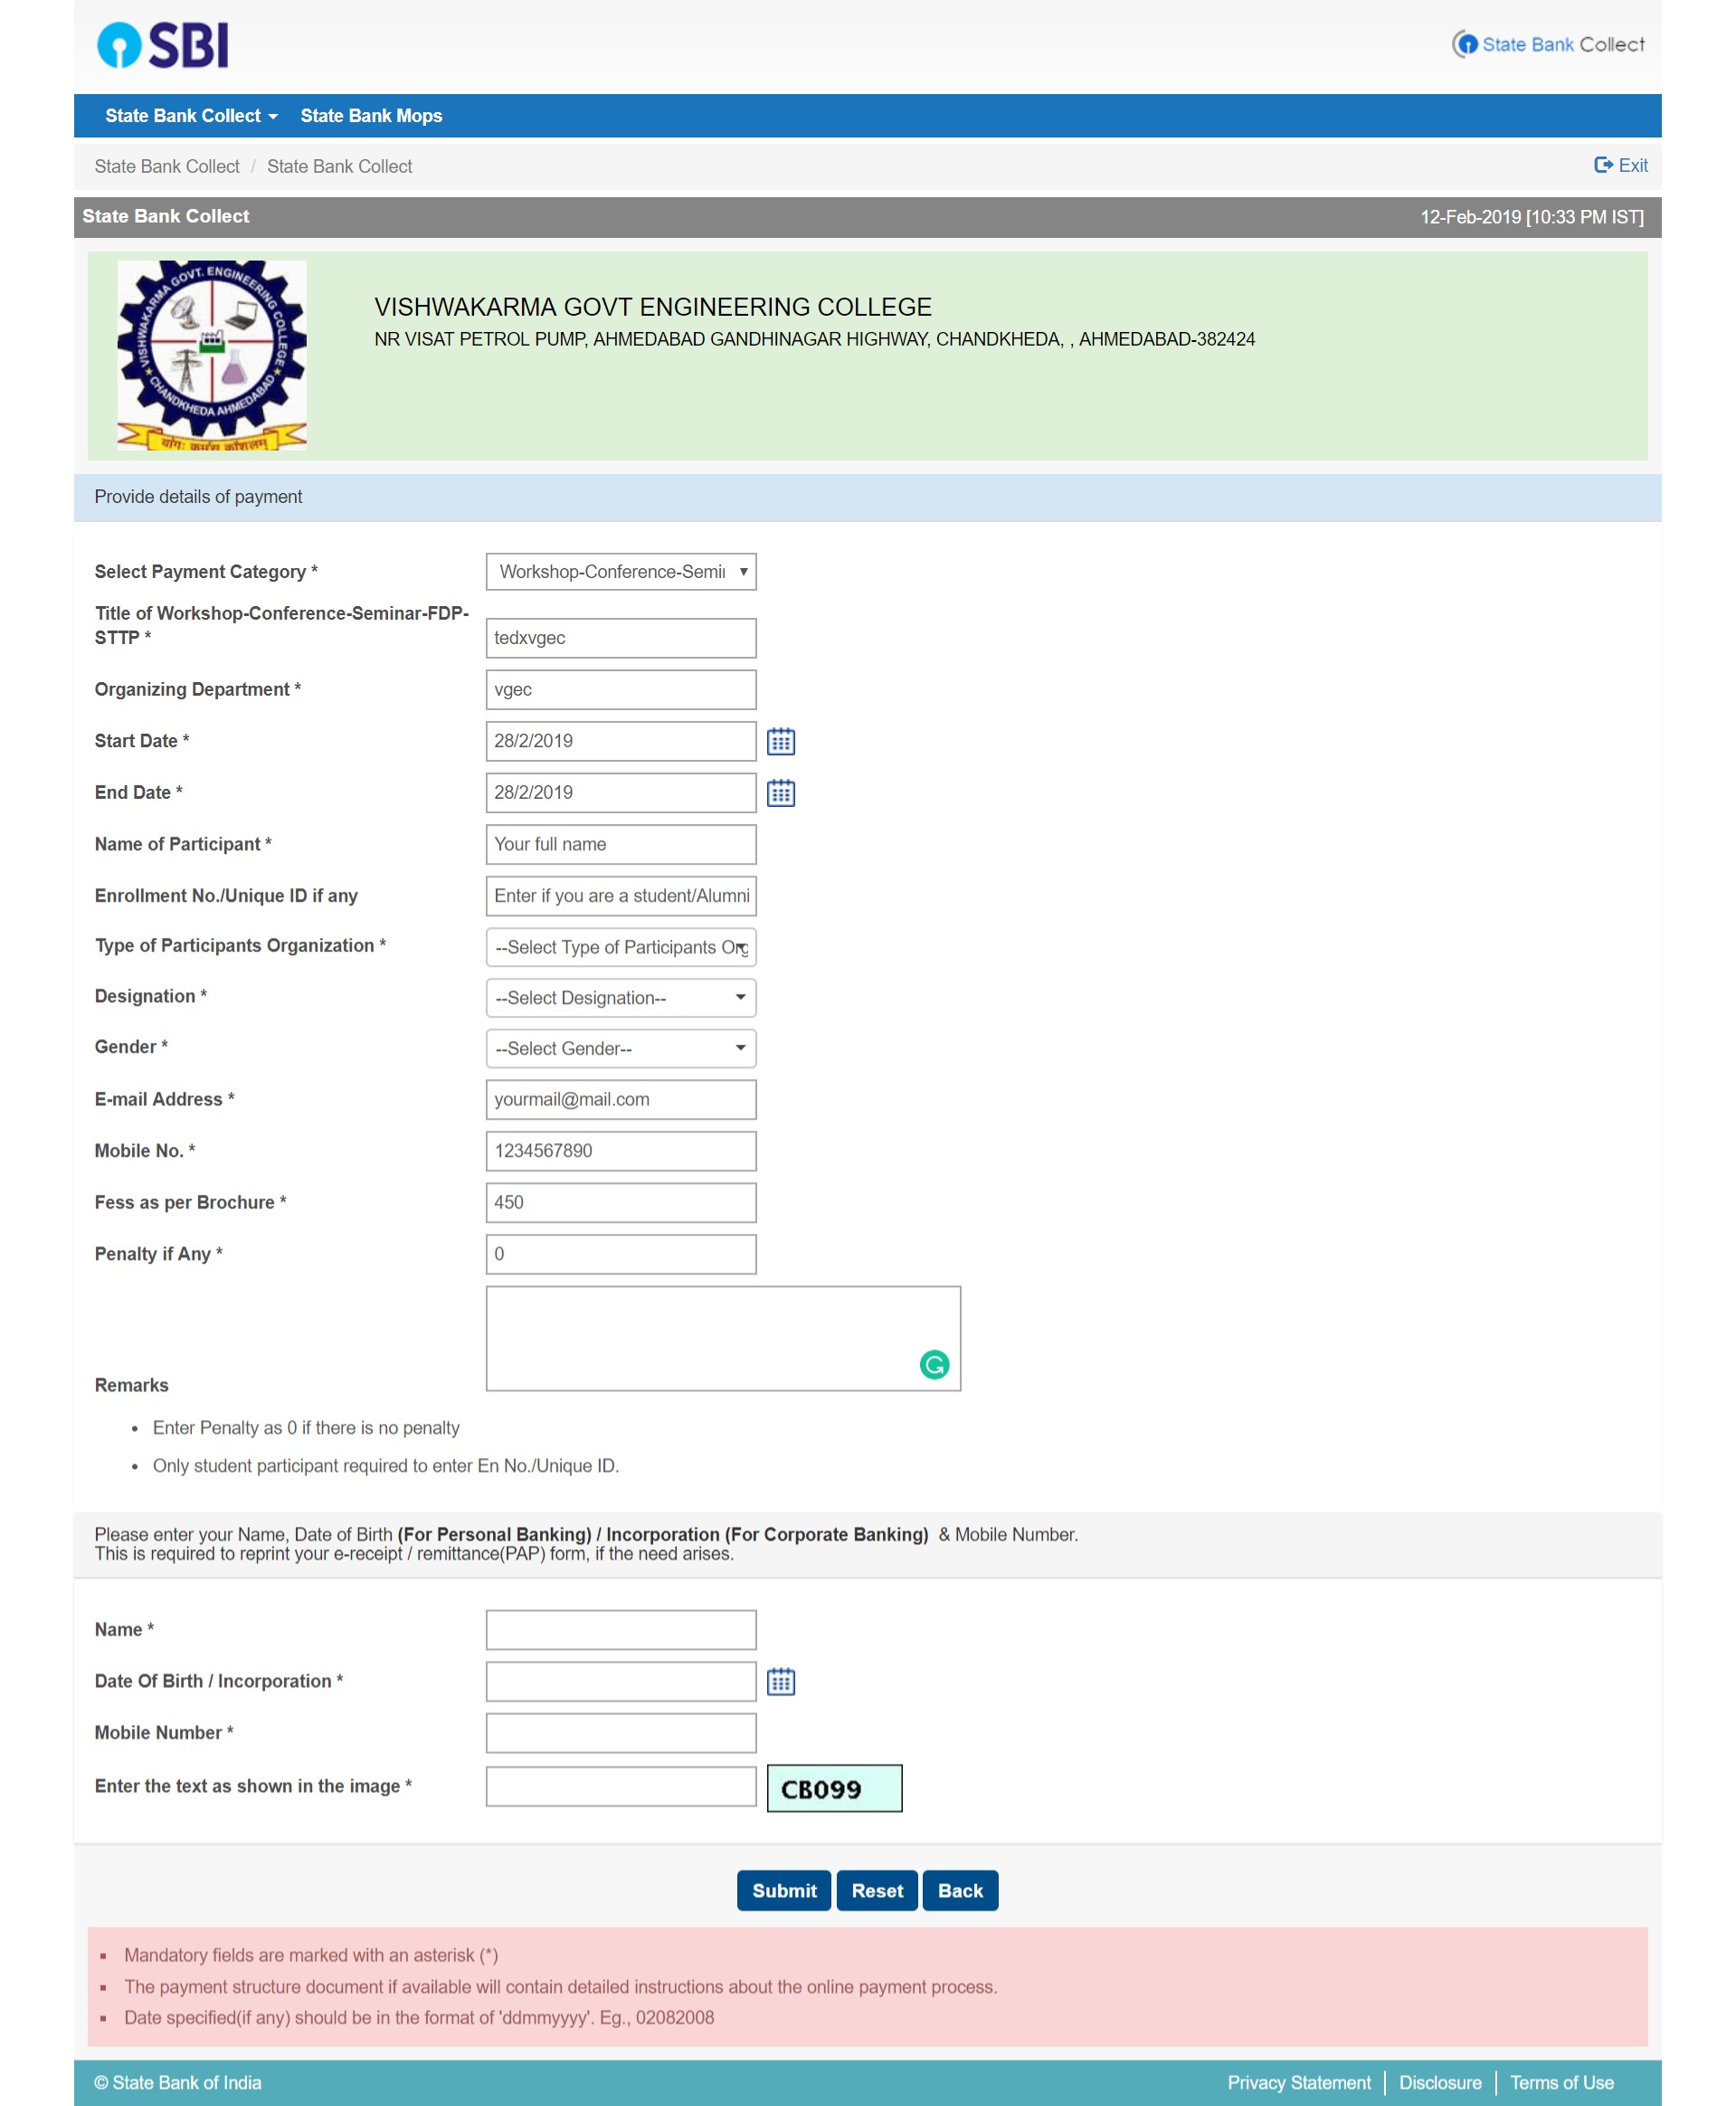 SBI
State Bank Collect
State Bank Collect State Bank Mops
State Bank Collect / State Bank Collect
Exit
State Bank Collect
12-Feb-2019 [10:33 PM IST]
VISHWAKARMA GOVT. ENGINEERING COLLEGE
CHANDKHEDA AHMEDABAD
VISHWAKARMA GOVT ENGINEERING COLLEGE
NR VISAT PETROL PUMP, AHMEDABAD GANDHINAGAR HIGHWAY, CHANDKHEDA, , AHMEDABAD-382424
Provide details of payment
Select Payment Category * Workshop-Conference-Semi
Title of Workshop-Conference-Seminar-FDP-
STTP * tedxvgec
Organizing Department * vgec
Start Date * 28/2/2019
End Date * 28/2/2019
Name of Participant * Your full name
Enrollment No./Unique ID if any Enter if you are a student/Alumni
Type of Participants Organization * --Select Type of Participants Org
Designation * --Select Designation--
Gender * --Select Gender--
E-mail Address * yourmail@mail.com
Mobile No. * 1234567890
Fess as per Brochure * 450
Penalty if Any * 0
Remarks
• Enter Penalty as 0 if there is no penalty
• Only student participant required to enter En No./Unique ID.
Please enter your Name, Date of Birth (For Personal Banking) / Incorporation (For Corporate Banking) & Mobile Number.
This is required to reprint your e-receipt / remittance(PAP) form, if the need arises.
Name *
Date Of Birth / Incorporation *
Mobile Number *
Enter the text as shown in the image * CB099
Submit Reset Back
Mandatory fields are marked with an asterisk (*)
The payment structure document if available will contain detailed instructions about the online payment process.
Date specified(if any) should be in the format of 'ddmmyyyy'. Eg., 02082008
© State Bank of India
Privacy Statement Disclosure Terms of Use